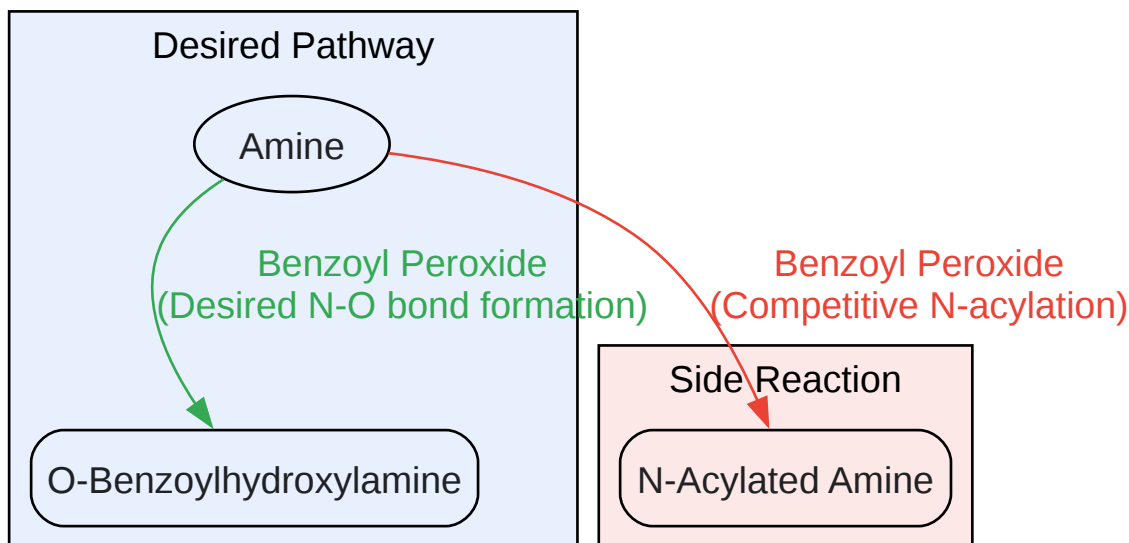 Desired Pathway
Amine
Benzoyl Peroxide
(Desired N-O bond formation)
Benzoyl Peroxide
(Competitive N-acylation)
Side Reaction
O-Benzoylhydroxylamine
N-Acylated Amine